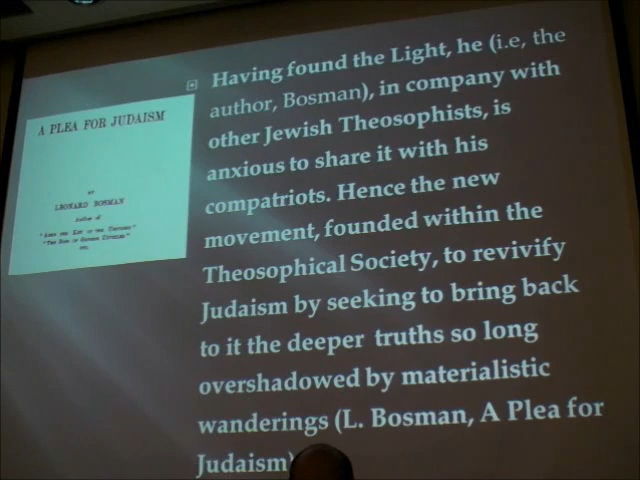 A PLEA FOR JUDAISM
BY
LEONARD BOSMAN
Author of
Having found the Light, he (i.e, the
author, Bosman), in company with
other Jewish Theosophists, is
anxious to share it with his
compatriots. Hence the new
movement, founded within the
Theosophical Society, to revivify
Judaism by seeking to bring back
to it the deeper truths so long
overshadowed by materialistic
wanderings (L. Bosman, A Plea for
Judaism)